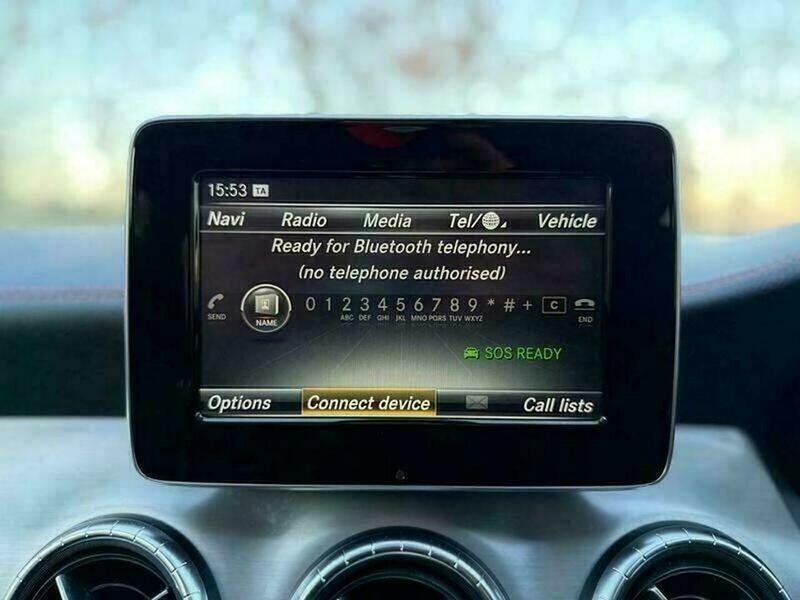 15:53 TA
Navi Radio Media Tel/ Vehicle
Ready for Bluetooth telephony...
(no telephone authorised)
SEND NAME 0 1 2 3 4 5 6 7 8 9 * # + C END
ABC DEF GHI JKL MNO PQRS TUV WXYZ
SOS READY
Options Connect device Call lists